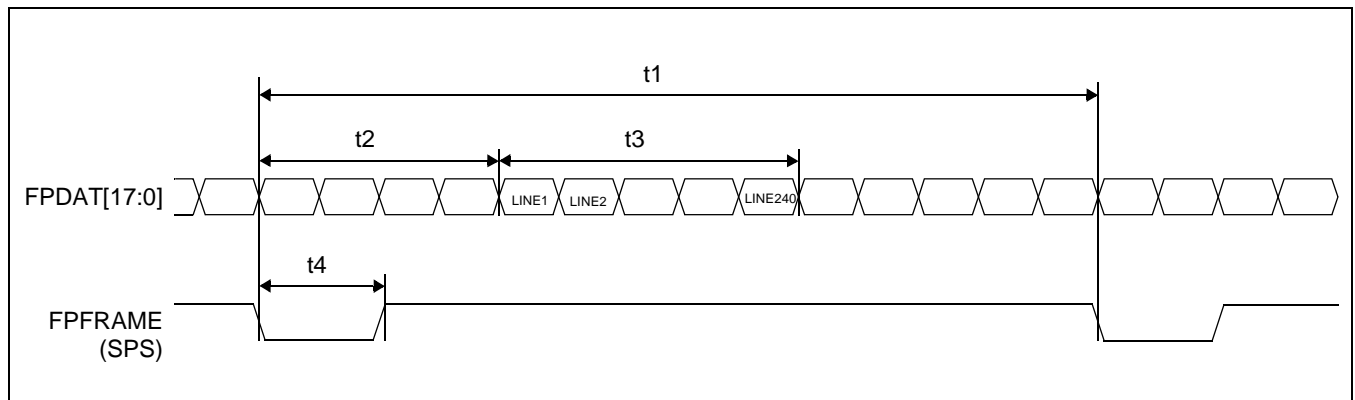 t1
t2
t3
FPDAT[17:0]
LINE1
LINE2
LINE240
t4
FPFRAME
(SPS)